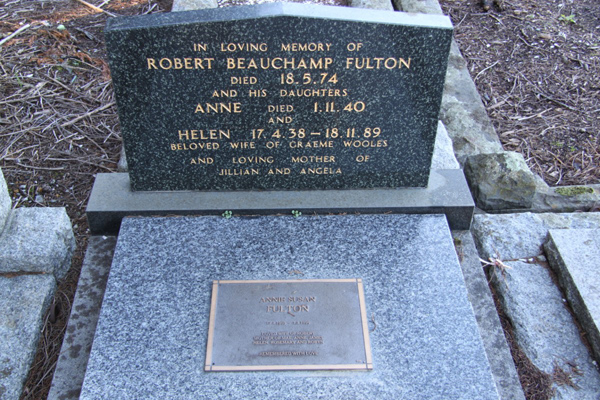 IN LOVING MEMORY OF
ROBERT BEAUCHAMP FULTON
DIED 18.5.74
AND HIS DAUGHTERS
ANNE DIED 1.11.40
AND
HELEN 17.4.38 — 18.11.89
BELOVED WIFE OF GRAEME WOOLES
AND LOVING MOTHER OF
JILLIAN AND ANGELA
ANNIE SUSAN
FULTON